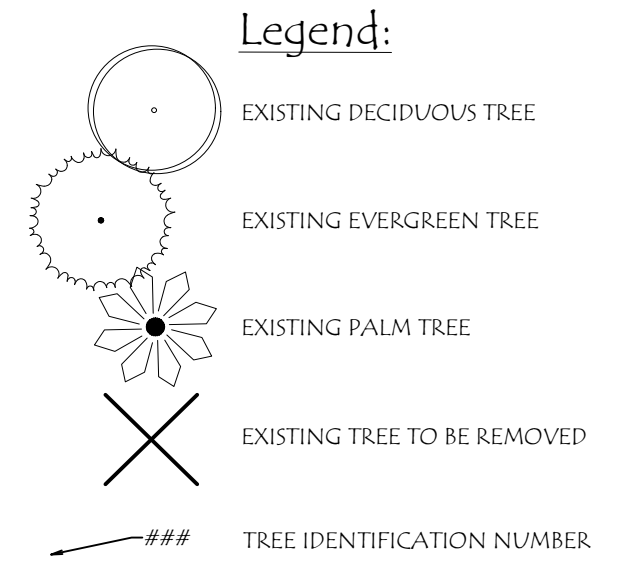 Legend:
EXISTING DECIDUOUS TREE
EXISTING EVERGREEN TREE
EXISTING PALM TREE
EXISTING TREE TO BE REMOVED
### TREE IDENTIFICATION NUMBER